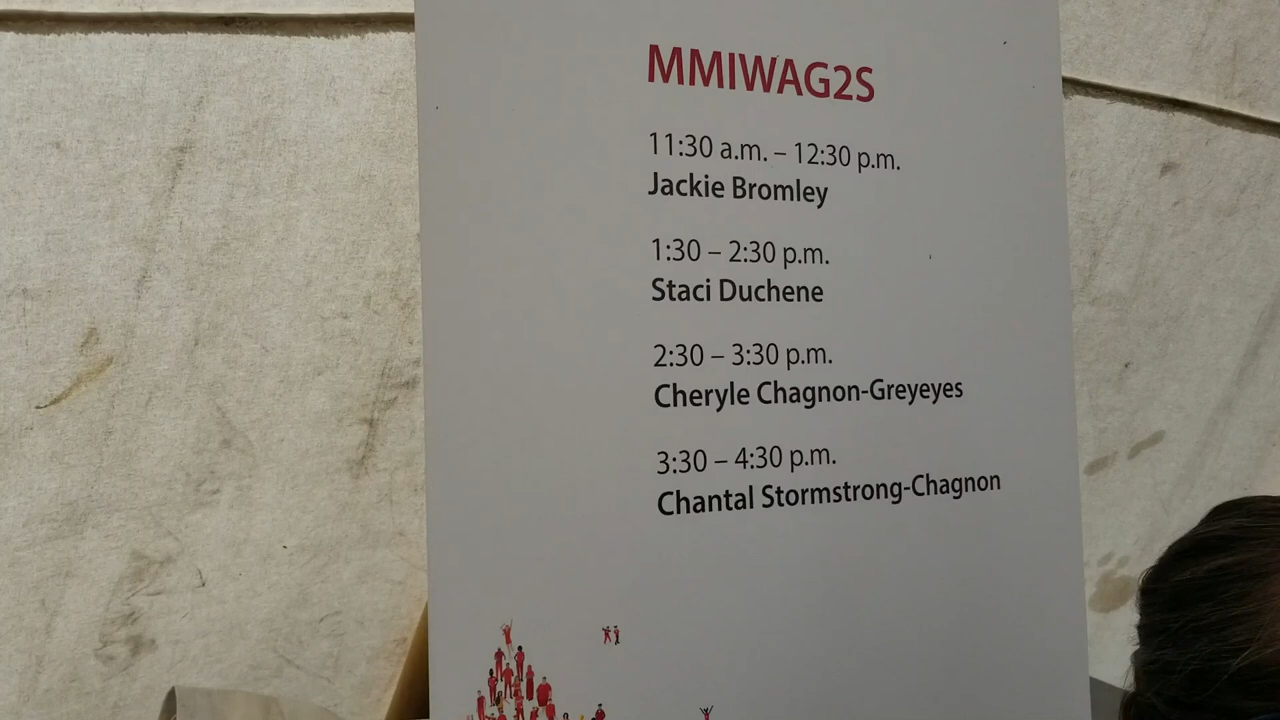 MMIWAG2S
11:30 a.m. – 12:30 p.m.
Jackie Bromley
1:30 – 2:30 p.m.
Staci Duchene
2:30 – 3:30 p.m.
Cheryle Chagnon-Greyeyes
3:30 – 4:30 p.m.
Chantal Stormstrong-Chagnon